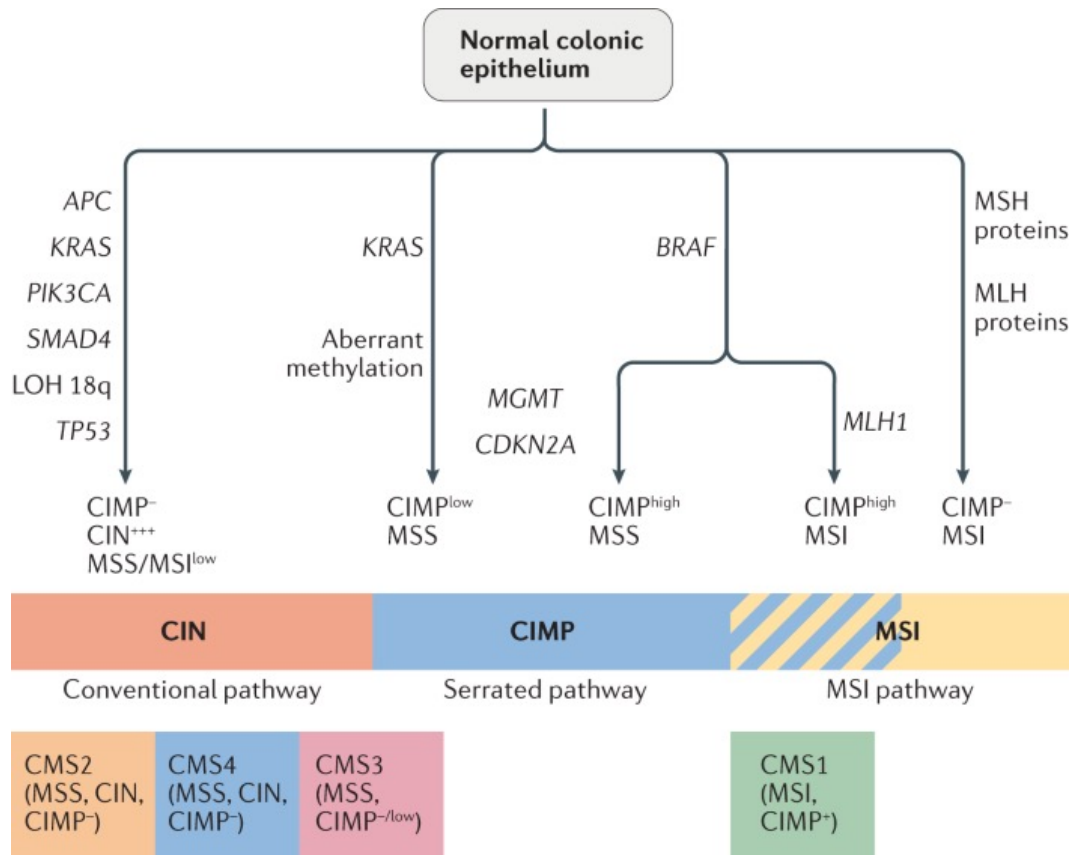 Normal colonic
epithelium
APC
KRAS
PIK3CA
SMAD4
LOH 18q
TP53
KRAS
Aberrant
methylation
BRAF
MGMT
CDKN2A
MLH1
MSH
proteins
MLH
proteins
CIMP⁻
CIN⁺⁺⁺
MSS/MSIˡᵒʷ
CIMPˡᵒʷ
MSS
CIMPʰⁱᵍʰ
MSS
CIMPʰⁱᵍʰ
MSI
CIMP⁻
MSI
CIN
CIMP
MSI
Conventional pathway
Serrated pathway
MSI pathway
CMS2
(MSS, CIN,
CIMP⁻)
CMS4
(MSS, CIN,
CIMP⁻)
CMS3
(MSS,
CIMP⁻/ˡᵒʷ)
CMS1
(MSI,
CIMP⁺)